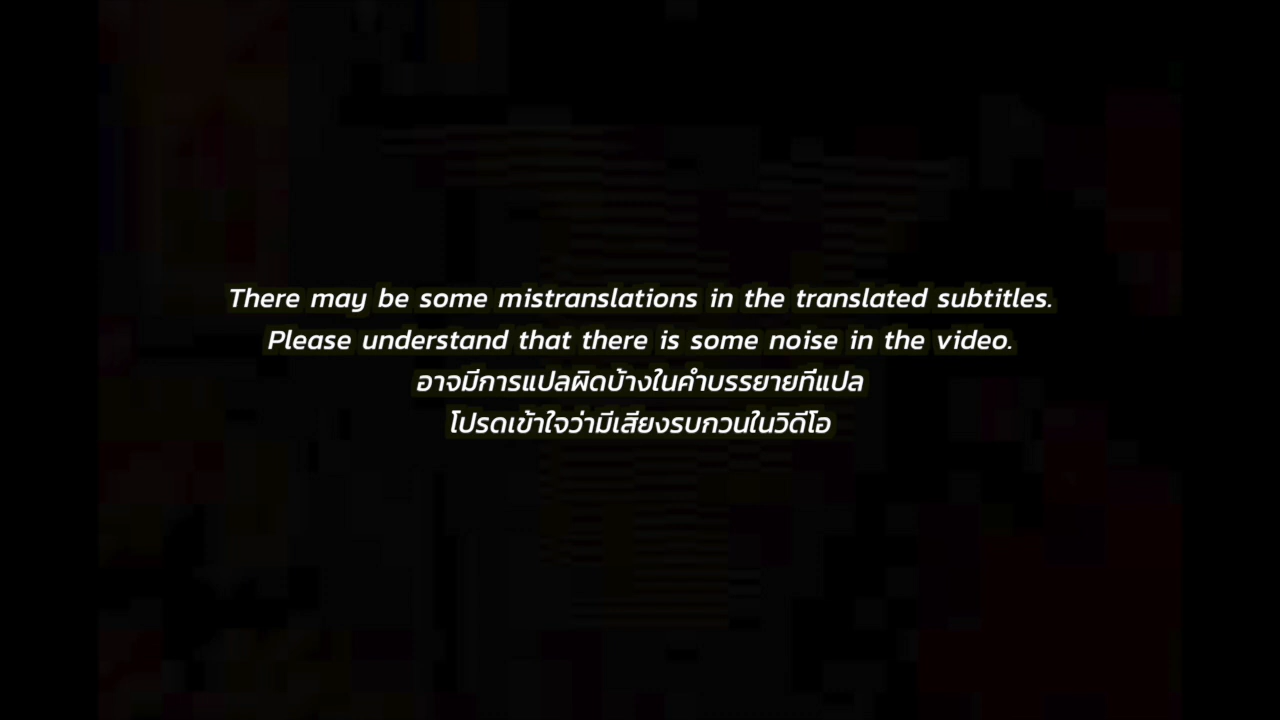 There may be some mistranslations in the translated subtitles.
Please understand that there is some noise in the video.
อาจมีการแปลผิดบ้างในคำบรรยายที่แปล
โปรดเข้าใจว่ามีเสียงรบกวนในวิดีโอ